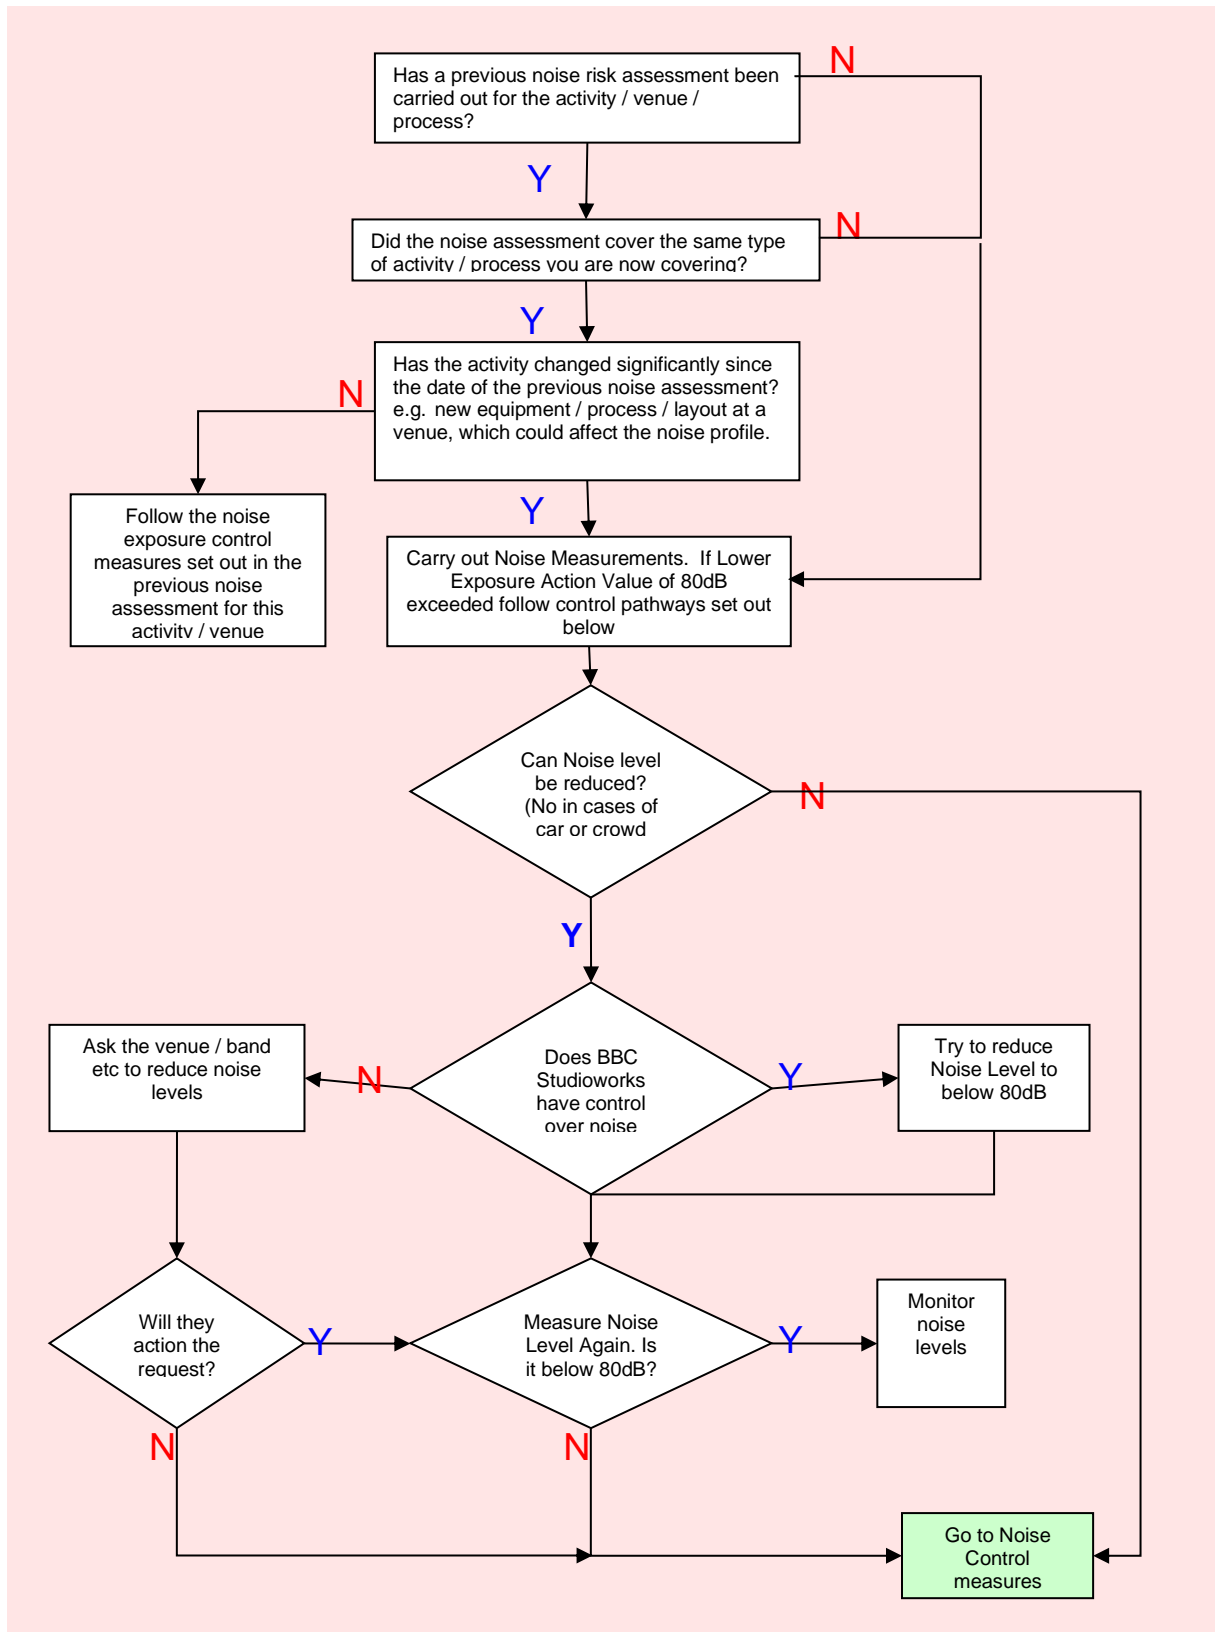 Has a previous noise risk assessment been
carried out for the activity / venue /
process?
N
Y
Did the noise assessment cover the same type
of activity / process you are now covering?
N
Y
Has the activity changed significantly since
the date of the previous noise assessment?
e.g. new equipment / process / layout at a
venue, which could affect the noise profile.
N
Y
Follow the noise
exposure control
measures set out in the
previous noise
assessment for this
activity / venue
Carry out Noise Measurements. If Lower
Exposure Action Value of 80dB
exceeded follow control pathways set out
below
Can Noise level
be reduced?
(No in cases of
car or crowd
N
Y
Ask the venue / band
etc to reduce noise
levels
N
Does BBC
Studioworks
have control
over noise
Y
Try to reduce
Noise Level to
below 80dB
Will they
action the
request?
Y
Measure Noise
Level Again. Is
it below 80dB?
Y
Monitor
noise
levels
N
N
Go to Noise
Control
measures